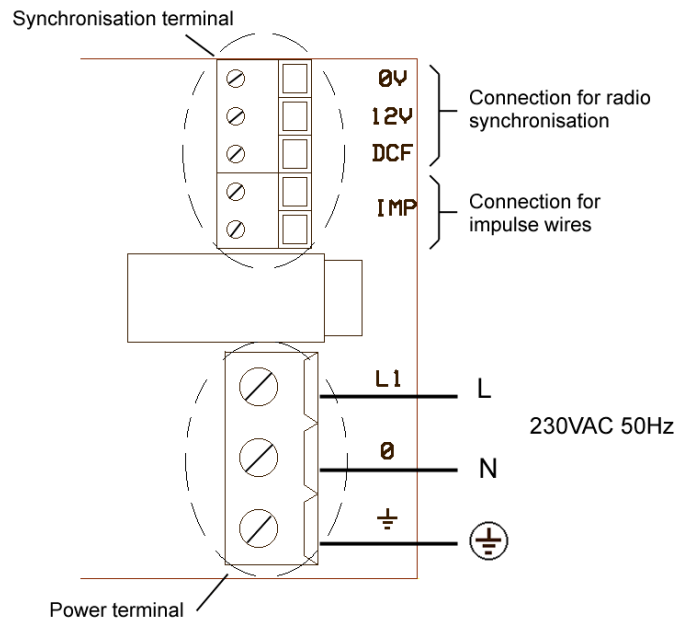 Synchronisation terminal
0V
12V
DCF
Connection for radio
synchronisation
IMP
Connection for
impulse wires
L1
L
230VAC 50Hz
0
N
Power terminal